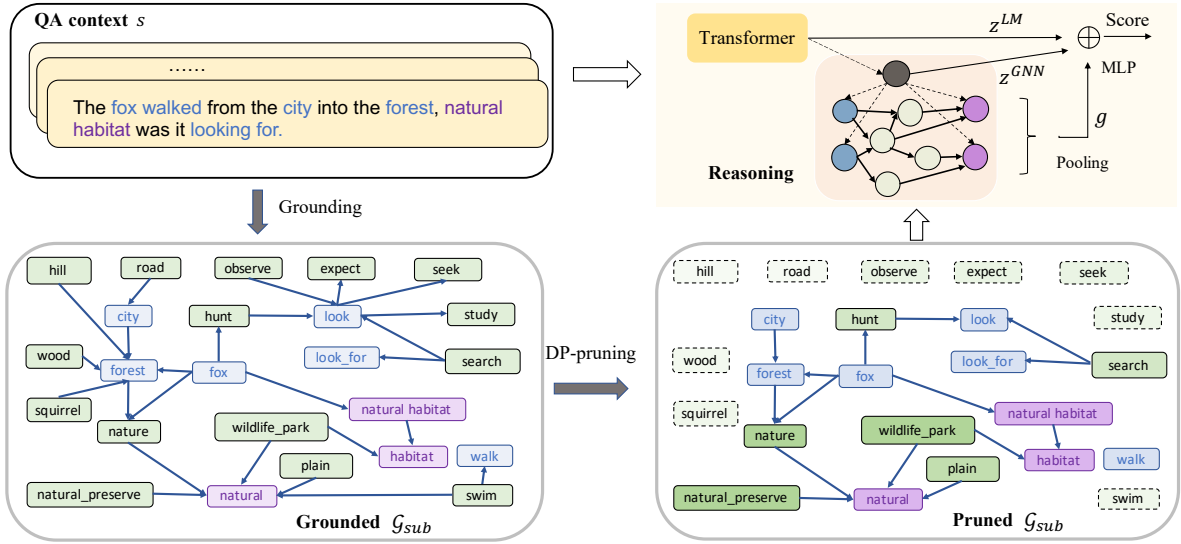 QA context s
......
The fox walked from the city into the forest, natural
habitat was it looking for.
Transformer
z^{LM}
Score
z^{GNN}
MLP
g
Pooling
Reasoning
Grounding
hill
road
observe
expect
seek
city
hunt
look
study
wood
forest
fox
look_for
search
squirrel
nature
wildlife_park
natural habitat
habitat
walk
plain
natural_preserve
natural
swim
Grounded 𝒢_{sub}
DP-pruning
hill
road
observe
expect
seek
city
hunt
look
study
wood
forest
fox
look_for
search
squirrel
nature
wildlife_park
natural habitat
habitat
walk
plain
natural_preserve
natural
swim
Pruned 𝒢_{sub}